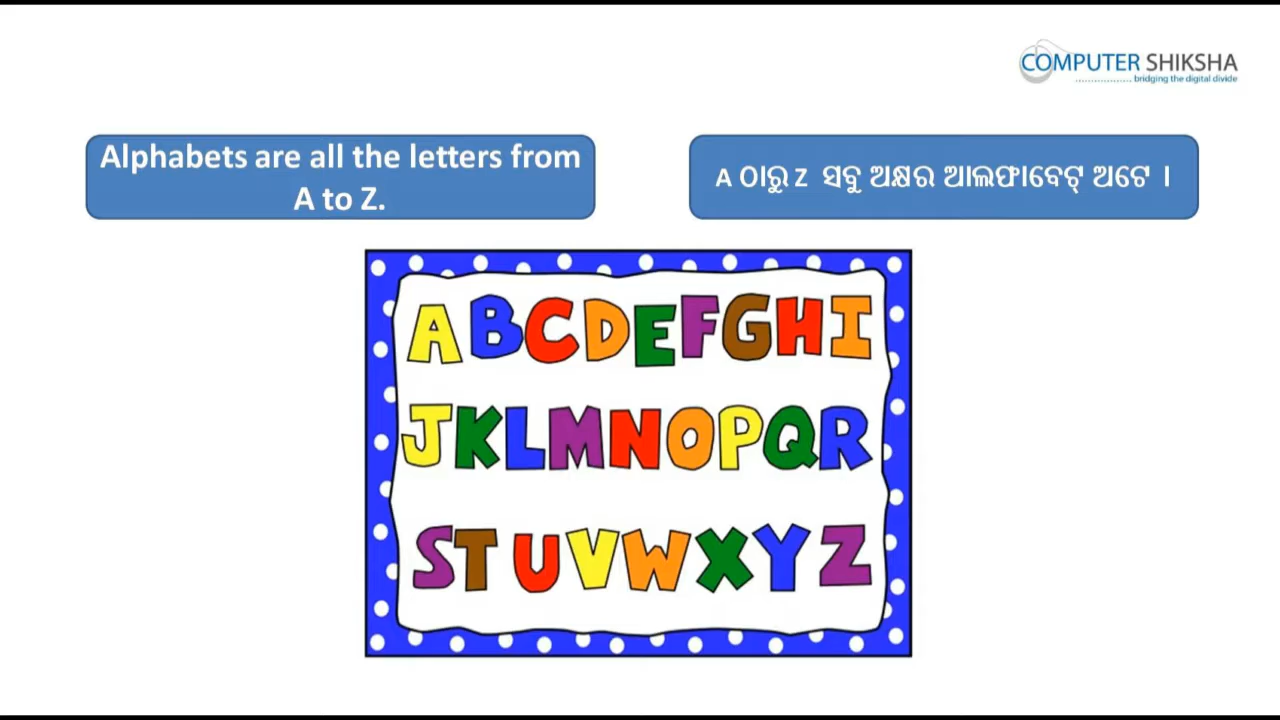 COMPUTER SHIKSHA
bridging the digital divide
Alphabets are all the letters from
A to Z.
A ଠାରୁ Z ସବୁ ଅକ୍ଷର ଆଲଫାବେଟ୍ ଅଟେ ।
ABCDEFGHI
JKLMNOPQR
STUVWXYZ